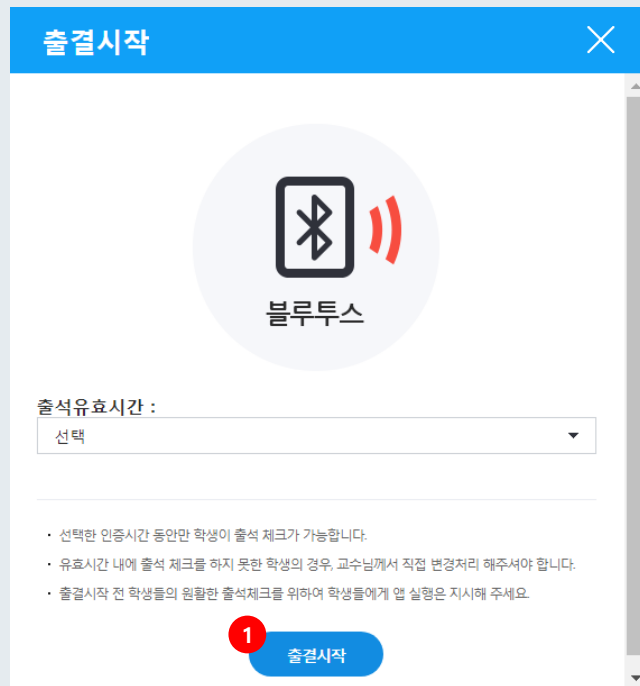 출결시작
블루투스
출석유효시간 :
선택
· 선택한 인증시간 동안만 학생이 출석 체크가 가능합니다.
· 유효시간 내에 출석 체크를 하지 못한 학생의 경우, 교수님께서 직접 변경처리 해주셔야 합니다.
· 출결시작 전 학생들의 원활한 출석체크를 위하여 학생들에게 앱 실행은 지시해 주세요.
1
출결시작